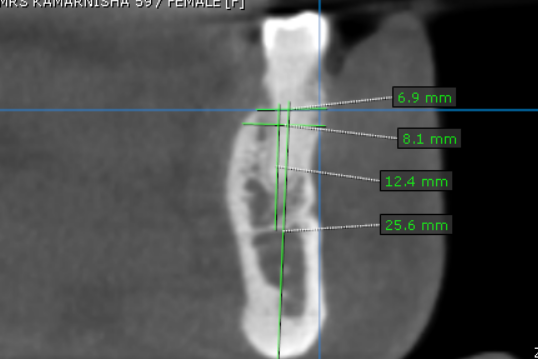 MRS KAMARNISHA 59 / FEMALE [F]
6.9 mm
8.1 mm
12.4 mm
25.6 mm